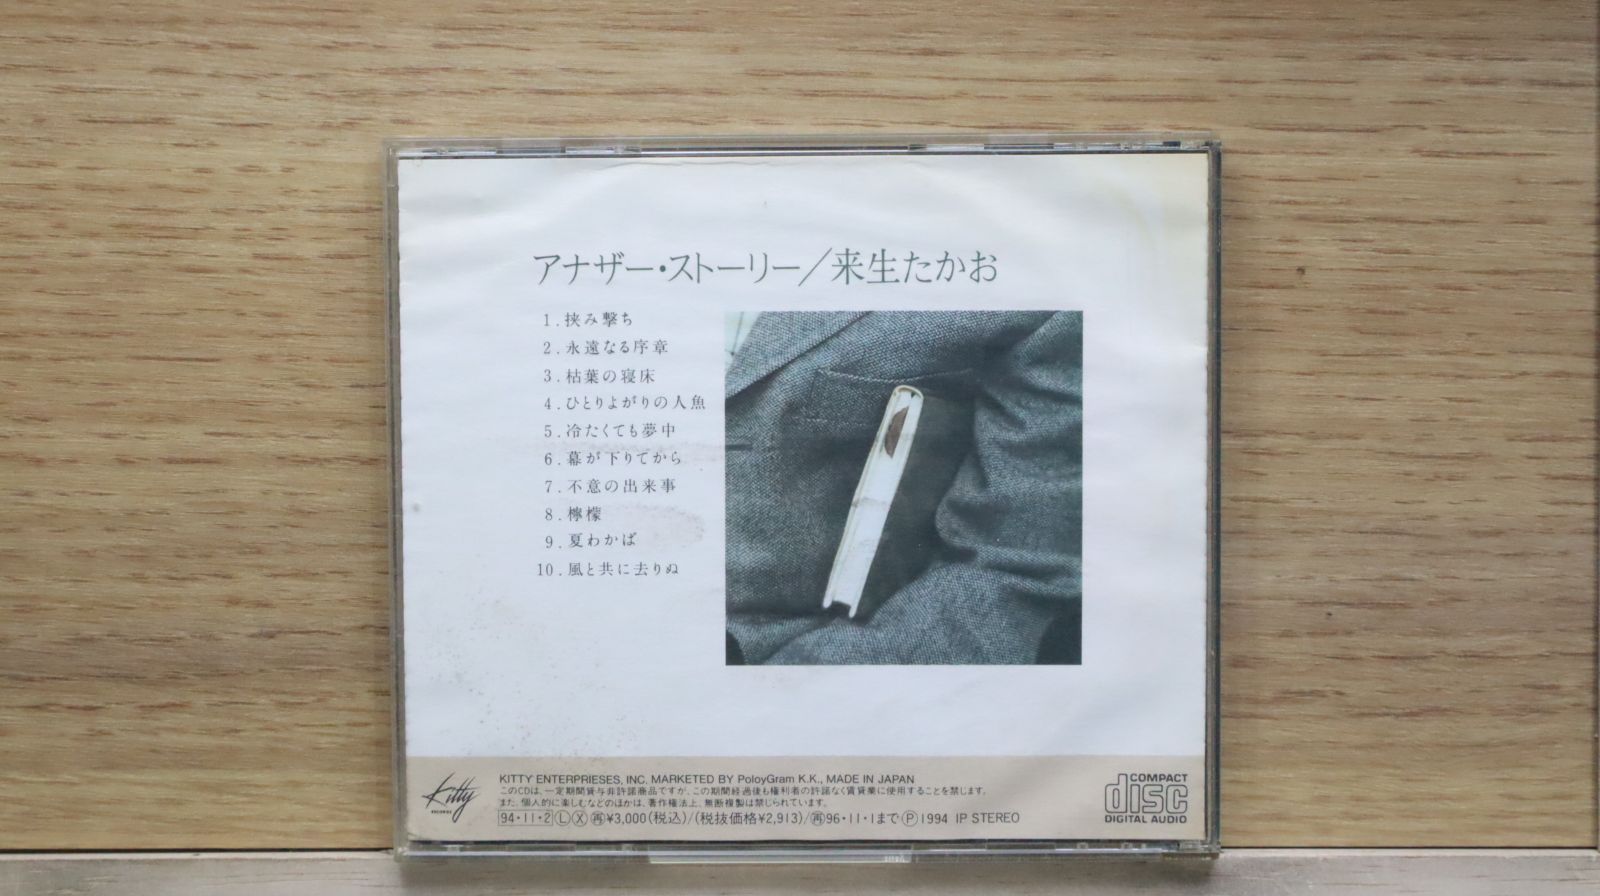 アナザー・ストーリー／来生たかお
1.挟み撃ち
2.永遠なる序章
3.枯葉の寝床
4.ひとりよがりの人魚
5.冷たくても夢中
6.幕が下りてから
7.不意の出来事
8.檸檬
9.夏わかば
10.風と共に去りぬ
Kitty RECORDS
KITTY ENTERPRIESES, INC. MARKETED BY PoloyGram K.K., MADE IN JAPAN
このCDは、一定期間貸与非許諾商品ですが、この期間経過後も権利者の許諾なく賃貸業に使用することを禁じます。
また、個人的に楽しむなどのほかは、著作権法上、無断複製は禁じられています。
94・11・2 Ⓛ Ⓧ ㊞¥3,000(税込)/(税抜価格¥2,913)/再96・11・1まで Ⓟ 1994 IP STEREO
COMPACT
disc
DIGITAL AUDIO